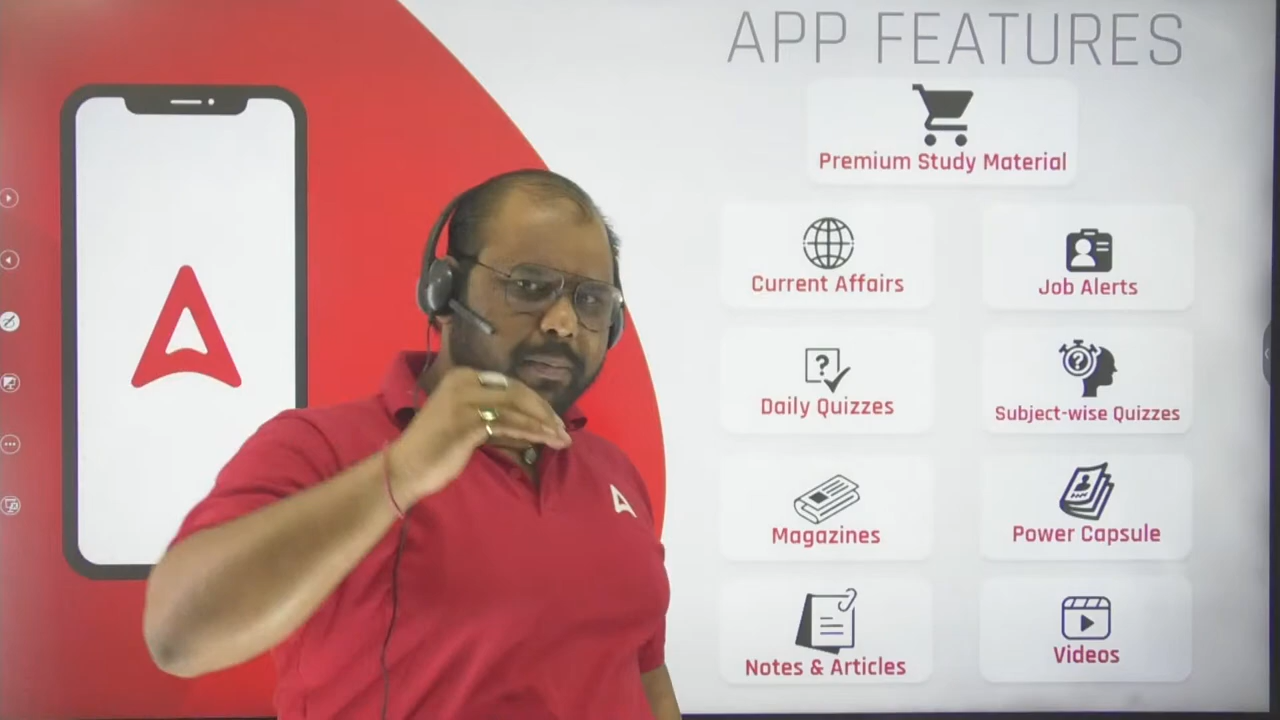 APP FEATURES
Premium Study Material
Current Affairs
Job Alerts
Daily Quizzes
Subject-wise Quizzes
Magazines
Power Capsule
Notes & Articles
Videos